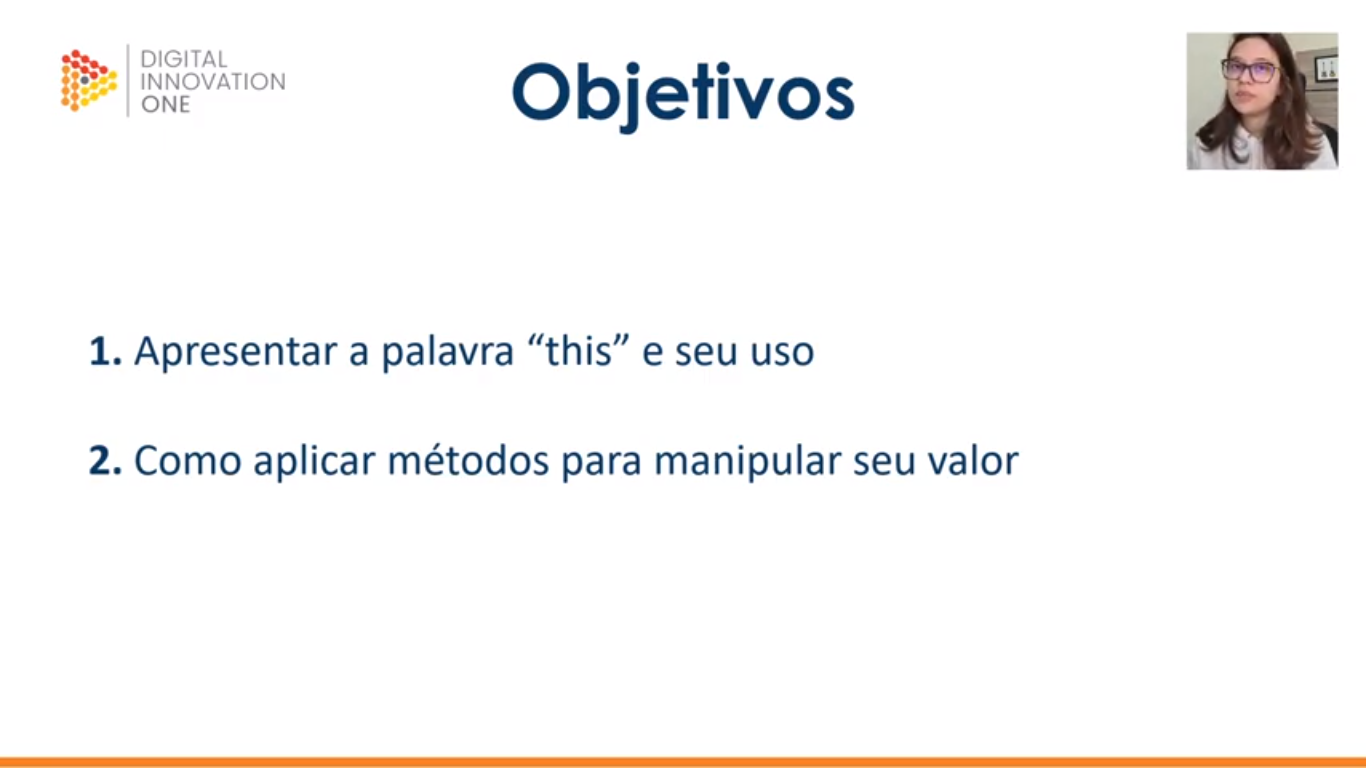 DIGITAL
INNOVATION
ONE
Objetivos
1. Apresentar a palavra “this” e seu uso
2. Como aplicar métodos para manipular seu valor